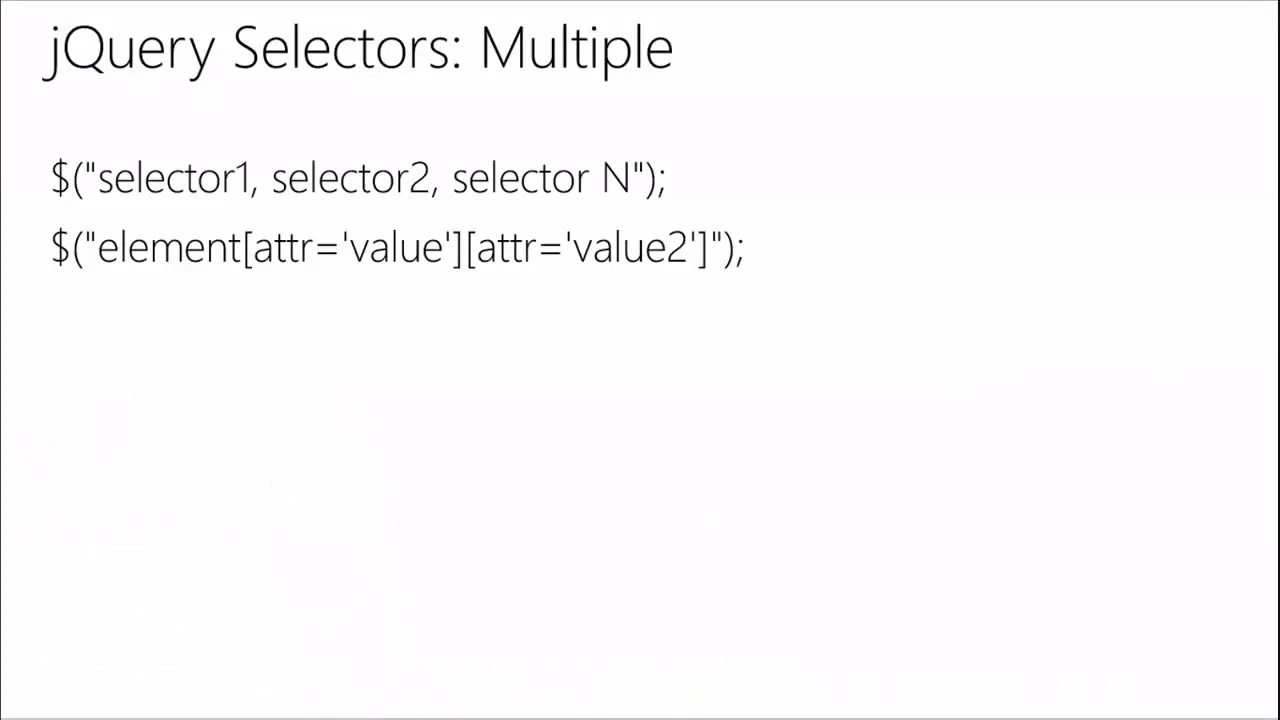 jQuery Selectors: Multiple
$("selector1, selector2, selector N");
$("element[attr='value'][attr='value2']");